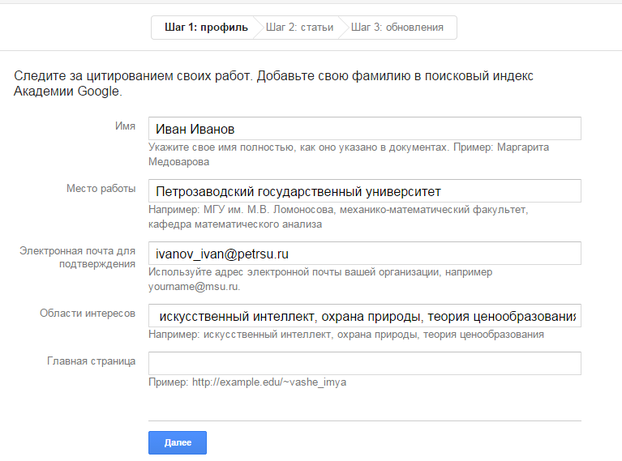 Шаг 1: профиль Шаг 2: статьи Шаг 3: обновления
Следите за цитированием своих работ. Добавьте свою фамилию в поисковый индекс
Академии Google.
Имя
Иван Иванов
Укажите свое имя полностью, как оно указано в документах. Пример: Маргарита
Медоварова
Место работы
Петрозаводский государственный университет
Например: МГУ им. М.В. Ломоносова, механико-математический факультет,
кафедра математического анализа
Электронная почта для
подтверждения
ivanov_ivan@petrsu.ru
Используйте адрес электронной почты вашей организации, например
yourname@msu.ru.
Области интересов
искусственный интеллект, охрана природы, теория ценообразования
Например: искусственный интеллект, охрана природы, теория ценообразования
Главная страница
Пример: http://example.edu/~vashe_imya
Далее